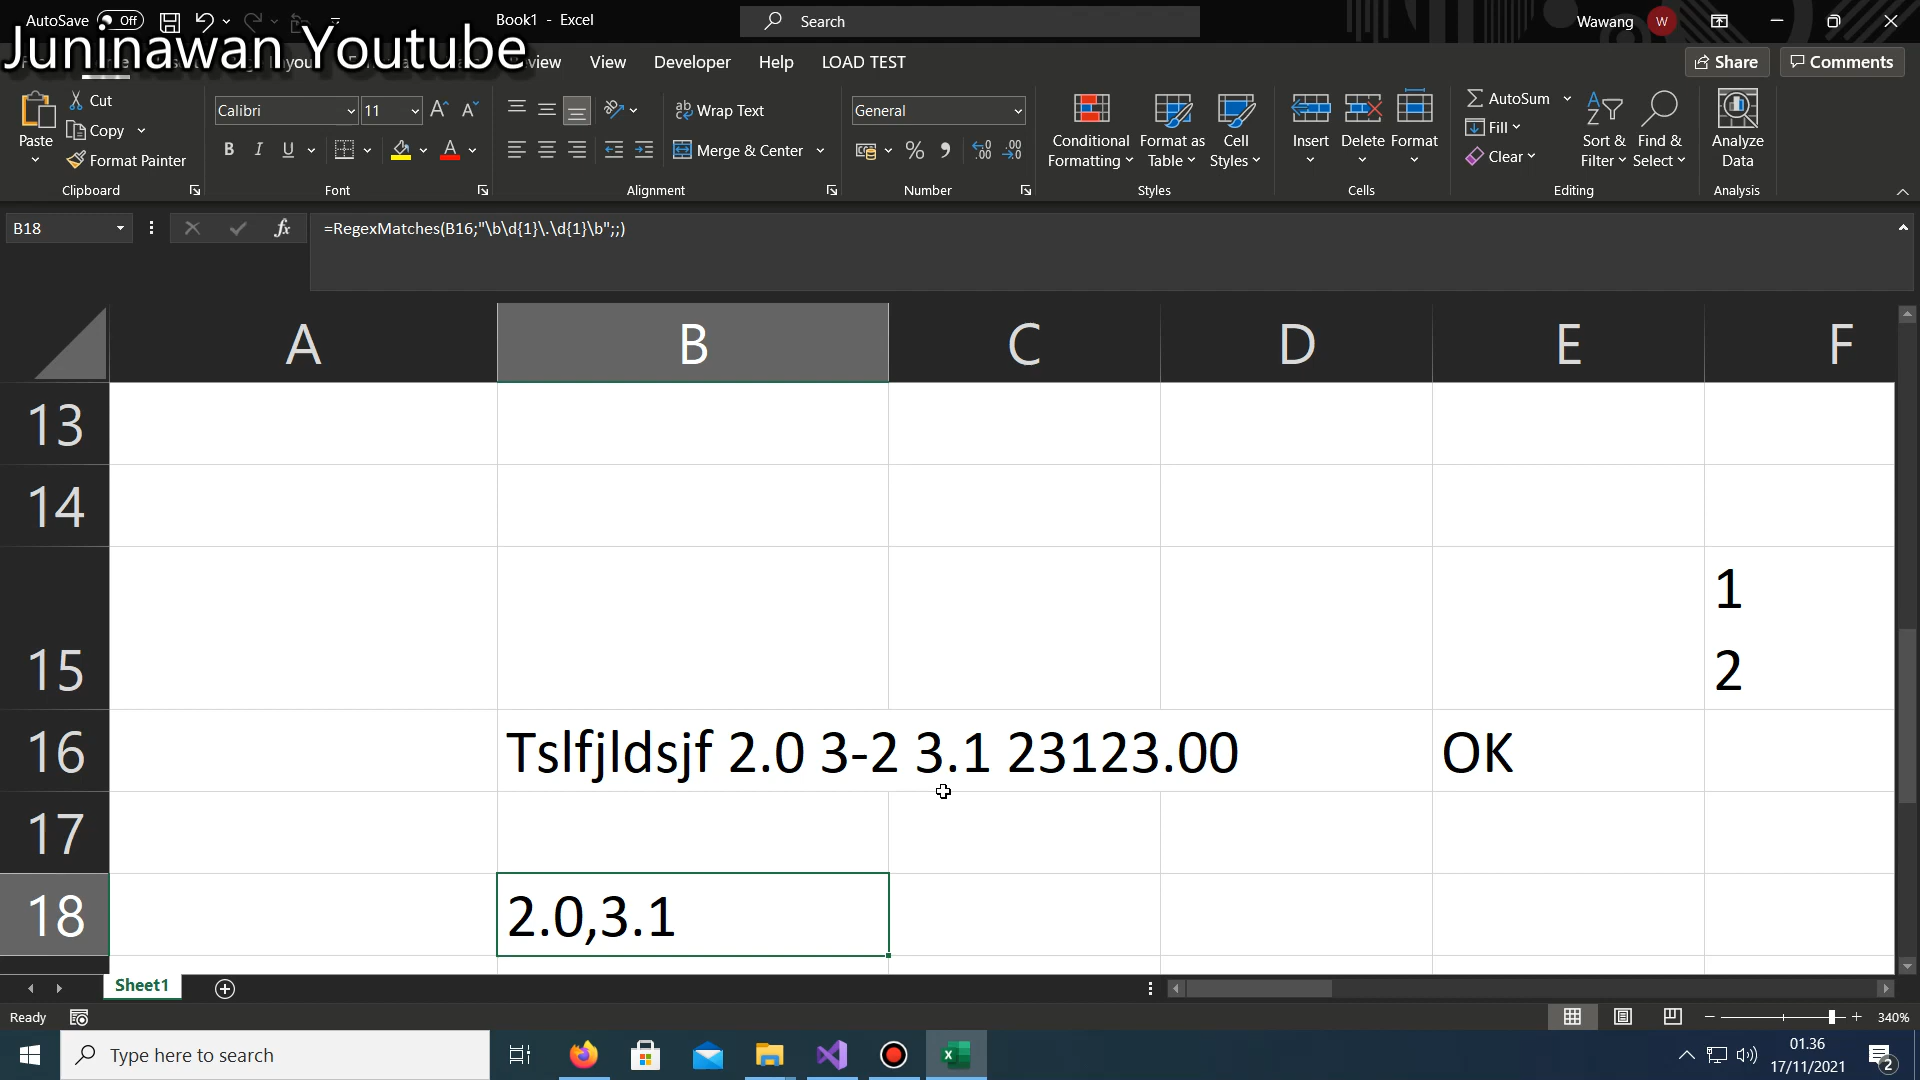 AutoSave Off
Book1 - Excel
Search
Wawang W
Juninawan Youtube
View
Developer
Help
LOAD TEST
Share
Comments
Paste
Cut
Copy
Format Painter
Clipboard
Calibri
11
B I U
A
Font
Wrap Text
Merge & Center
Alignment
General
% ,
Number
Conditional Formatting
Format as Table
Cell Styles
Styles
Insert
Delete
Format
Cells
AutoSum
Fill
Clear
Sort & Filter
Find & Select
Editing
Analyze Data
Analysis
B18
fx
=RegexMatches(B16;"\b\d{1}\.\d{1}\b";;)
A B C D E F
13
14
1
15 2
16 Tslfjldsjf 2.0 3-2 3.1 23123.00 OK
17
18 2.0,3.1
Sheet1
Ready
340%
Type here to search
01.36
17/11/2021
2